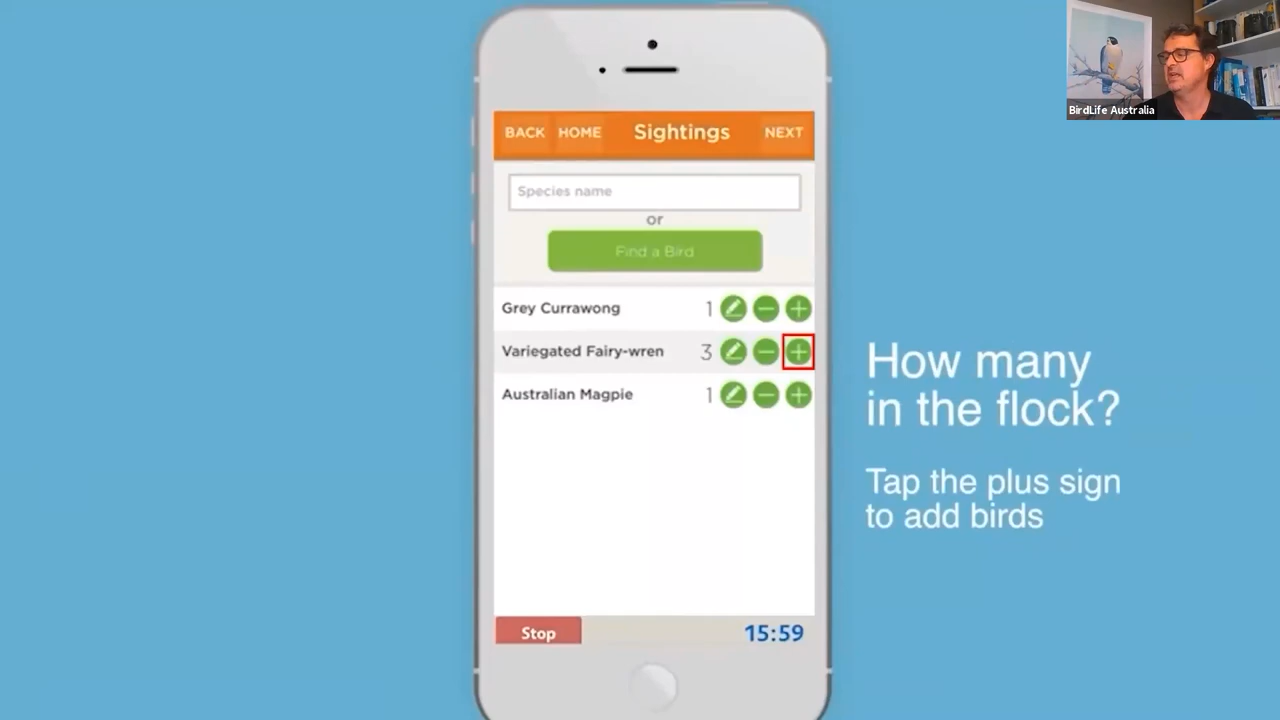 BirdLife Australia
BACK HOME Sightings NEXT
Species name
or
Find a Bird
Grey Currawong 1
Variegated Fairy-wren 3
Australian Magpie 1
Stop 15:59
How many
in the flock?
Tap the plus sign
to add birds